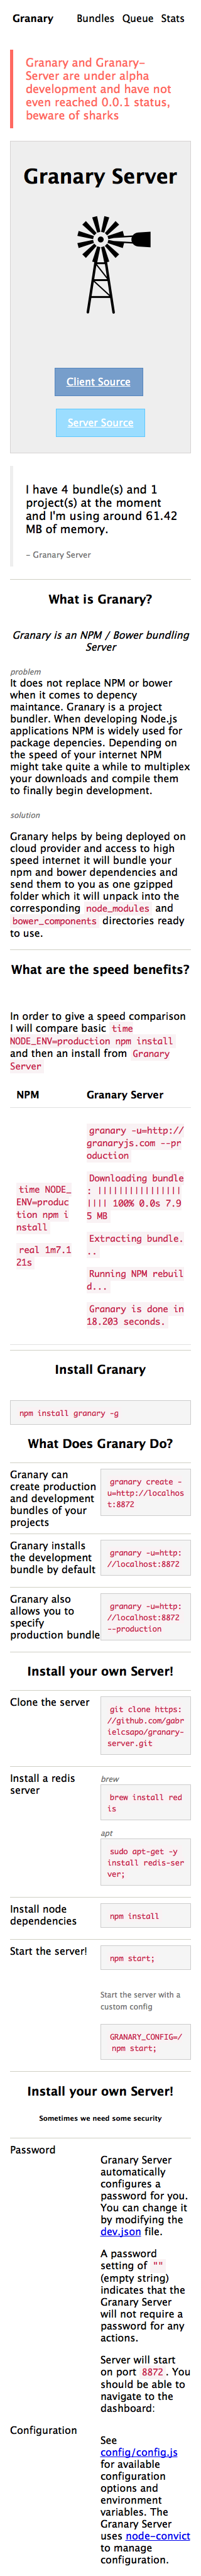 Granary Bundles Queue Stats
Granary and Granary-
Server are under alpha
development and have not
even reached 0.0.1 status,
beware of sharks
Granary Server
Client Source
Server Source
I have 4 bundle(s) and 1
project(s) at the moment
and I'm using around 61.42
MB of memory.
– Granary Server
What is Granary?
Granary is an NPM / Bower bundling
Server
problem
It does not replace NPM or bower
when it comes to depency
maintance. Granary is a project
bundler. When developing Node.js
applications NPM is widely used for
package depencies. Depending on
the speed of your internet NPM
might take quite a while to multiplex
your downloads and compile them
to finally begin development.
solution
Granary helps by being deployed on
cloud provider and access to high
speed internet it will bundle your
npm and bower dependencies and
send them to you as one gzipped
folder which it will unpack into the
corresponding node_modules and
bower_components directories ready
to use.
What are the speed benefits?
In order to give a speed comparison
I will compare basic time
NODE_ENV=production npm install
and then an install from Granary
Server
NPM Granary Server
time NODE_
ENV=produc
tion npm i
nstall
real 1m7.1
21s
granary -u=http://
granaryjs.com --pr
oduction
Downloading bundle
: ||||||||||||||||
|||| 100% 0.0s 7.9
5 MB
Extracting bundle.
..
Running NPM rebuil
d...
Granary is done in
18.203 seconds.
Install Granary
npm install granary -g
What Does Granary Do?
Granary can
create production
and development
bundles of your
projects
granary create -
u=http://localhos
t:8872
Granary installs
the development
bundle by default
granary -u=http:
//localhost:8872
Granary also
allows you to
specify
production bundle
granary -u=http:
//localhost:8872
--production
Install your own Server!
Clone the server
git clone https:
//github.com/gabr
ielcsapo/granary-
server.git
Install a redis
server
brew
brew install red
is
apt
sudo apt-get -y
install redis-ser
ver;
Install node
dependencies
npm install
Start the server!
npm start;
Start the server with a
custom config
GRANARY_CONFIG=/
npm start;
Install your own Server!
Sometimes we need some security
Password
Granary Server
automatically
configures a
password for you.
You can change it
by modifying the
dev.json file.
A password
setting of ""
(empty string)
indicates that the
Granary Server
will not require a
password for any
actions.
Server will start
on port 8872. You
should be able to
navigate to the
dashboard:
Configuration
See
config/config.js
for available
configuration
options and
environment
variables. The
Granary Server
uses node-convict
to manage
configuration.